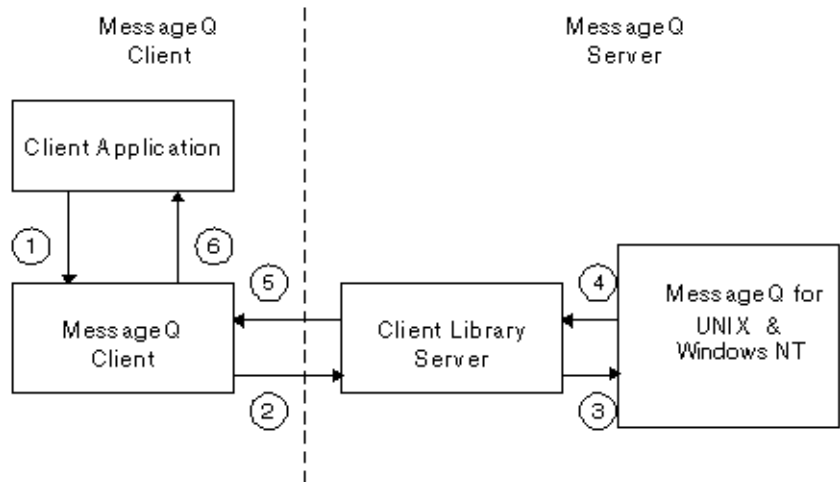 MessageQ
Client
MessageQ
Server
Client Application
1
6
5
4
MessageQ
Client
Client Library
Server
MessageQ for
UNIX &
Windows NT
2
3